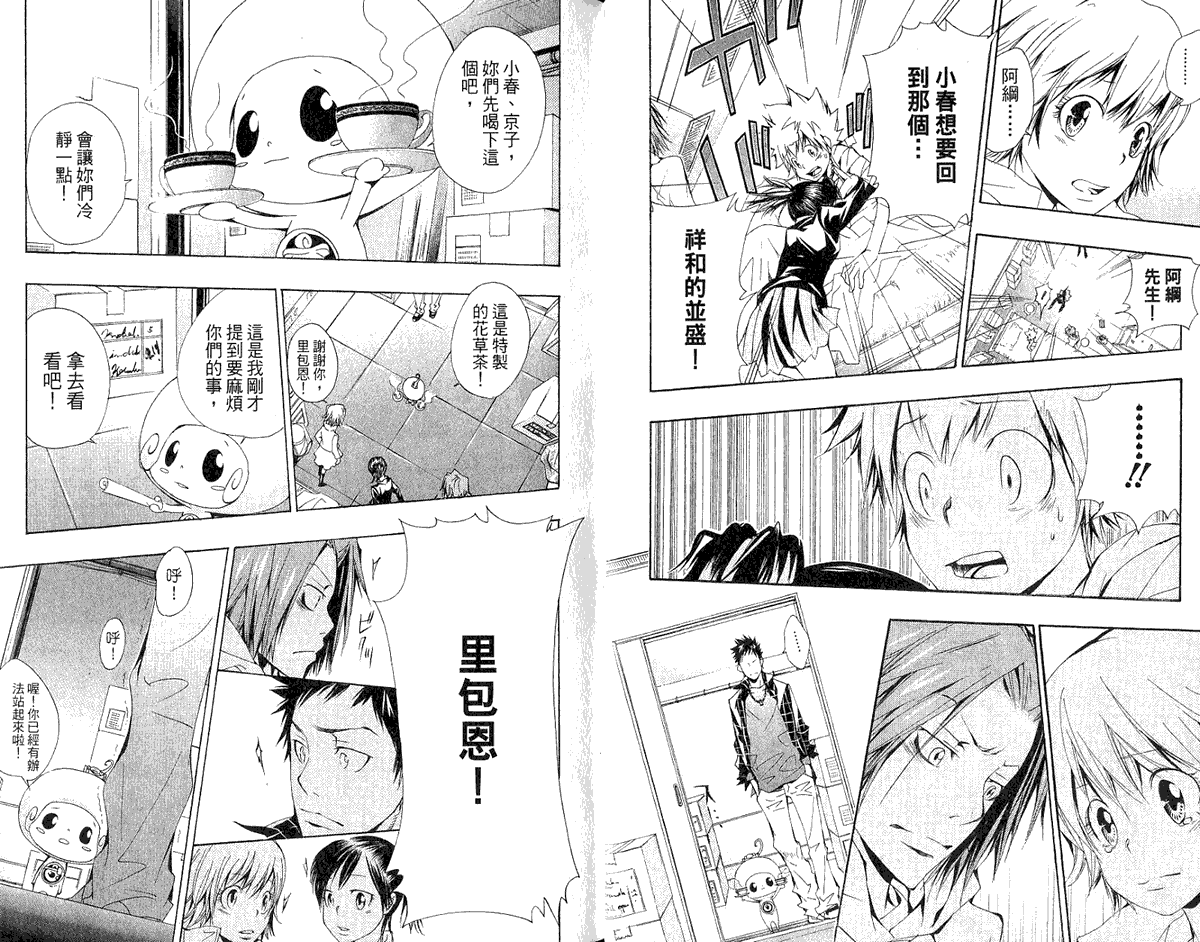 ………
阿綱……
阿綱
先生！
小春想要回
到那個…
祥和的並盛！
……!!
……
小春、京子，
妳們先喝下這
個吧，
會讓妳們冷
靜一點！
這是特製
的花草茶！
謝謝你，
里包恩！
這是我剛才
提到要麻煩
你們的事，
拿去看
看吧！
里包恩！
呼！
呼！
喔！你已經有辦
法站起來啦！